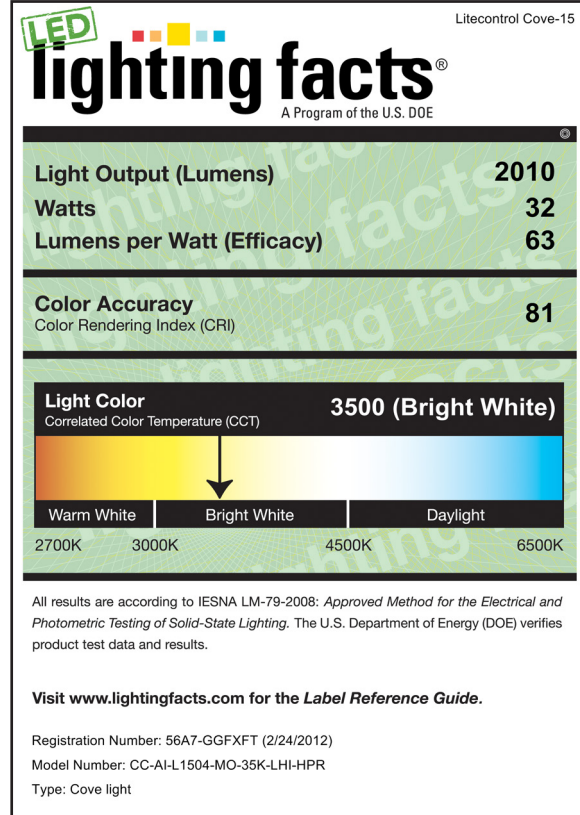 Litecontrol Cove-15
LED
lighting facts®
A Program of the U.S. DOE
Light Output (Lumens) 2010
Watts 32
Lumens per Watt (Efficacy) 63
Color Accuracy
Color Rendering Index (CRI) 81
Light Color
Correlated Color Temperature (CCT) 3500 (Bright White)
Warm White Bright White Daylight
2700K 3000K 4500K 6500K
All results are according to IESNA LM-79-2008: Approved Method for the Electrical and
Photometric Testing of Solid-State Lighting. The U.S. Department of Energy (DOE) verifies
product test data and results.
Visit www.lightingfacts.com for the Label Reference Guide.
Registration Number: 56A7-GGFXFT (2/24/2012)
Model Number: CC-AI-L1504-MO-35K-LHI-HPR
Type: Cove light